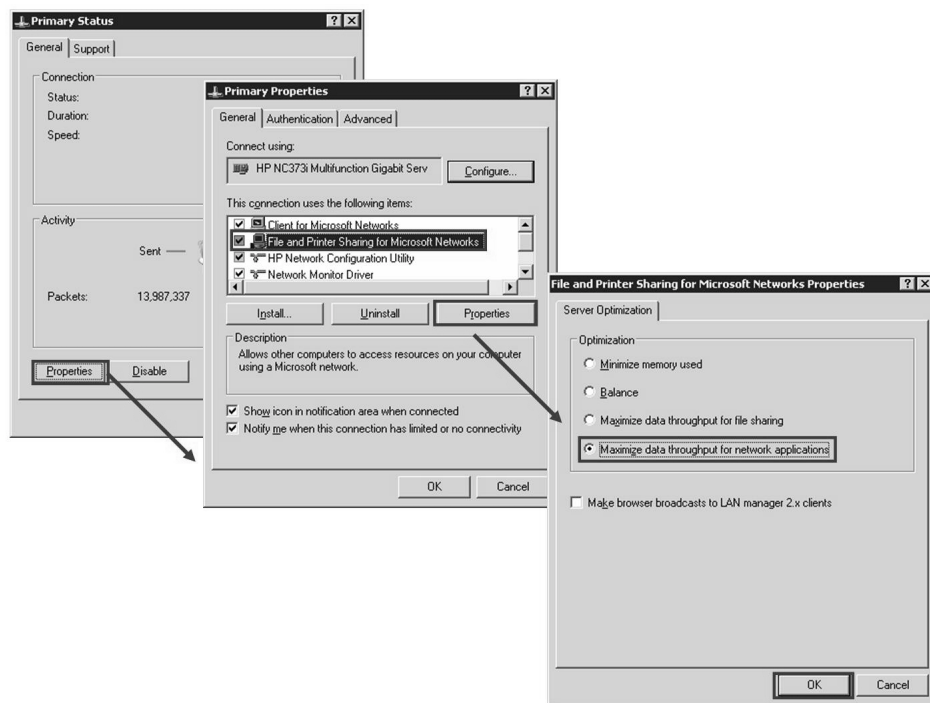 Primary Status
General Support
Connection
Status:
Duration:
Speed:
Activity
Sent
Packets: 13,987,337
Properties Disable
Primary Properties
General Authentication Advanced
Connect using:
HP NC373i Multifunction Gigabit Serv Configure...
This connection uses the following items:
Client for Microsoft Networks
File and Printer Sharing for Microsoft Networks
HP Network Configuration Utility
Network Monitor Driver
Install... Uninstall Properties
Description
Allows other computers to access resources on your computer
using a Microsoft network.
Show icon in notification area when connected
Notify me when this connection has limited or no connectivity
OK Cancel
File and Printer Sharing for Microsoft Networks Properties
Server Optimization
Optimization
Minimize memory used
Balance
Maximize data throughput for file sharing
Maximize data throughput for network applications
Make browser broadcasts to LAN manager 2.x clients
OK Cancel